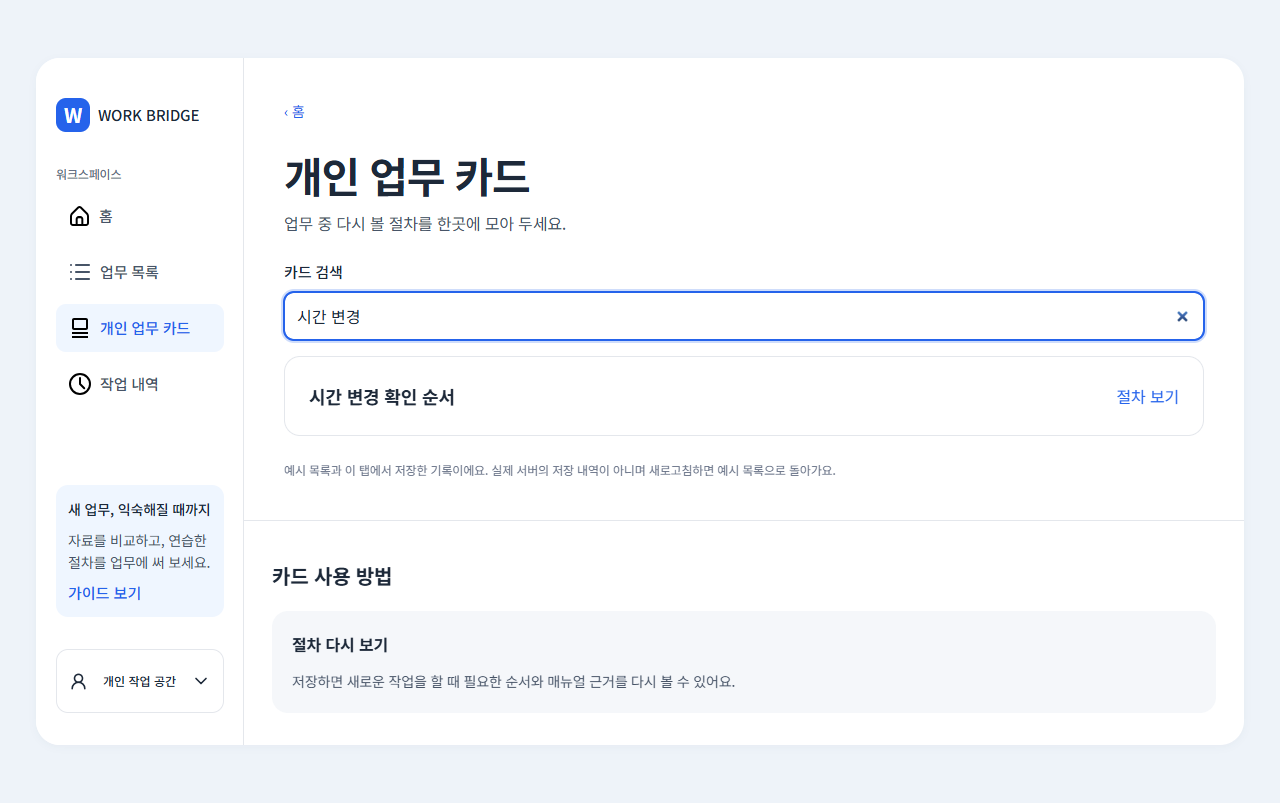 W WORK BRIDGE
워크스페이스
홈
업무 목록
개인 업무 카드
작업 내역
새 업무, 익숙해질 때까지
자료를 비교하고, 연습한
절차를 업무에 써 보세요.
가이드 보기
개인 작업 공간
‹ 홈
개인 업무 카드
업무 중 다시 볼 절차를 한곳에 모아 두세요.
카드 검색
시간 변경
시간 변경 확인 순서
절차 보기
예시 목록과 이 탭에서 저장한 기록이에요. 실제 서버의 저장 내역이 아니며 새로고침하면 예시 목록으로 돌아가요.
카드 사용 방법
절차 다시 보기
저장하면 새로운 작업을 할 때 필요한 순서와 매뉴얼 근거를 다시 볼 수 있어요.